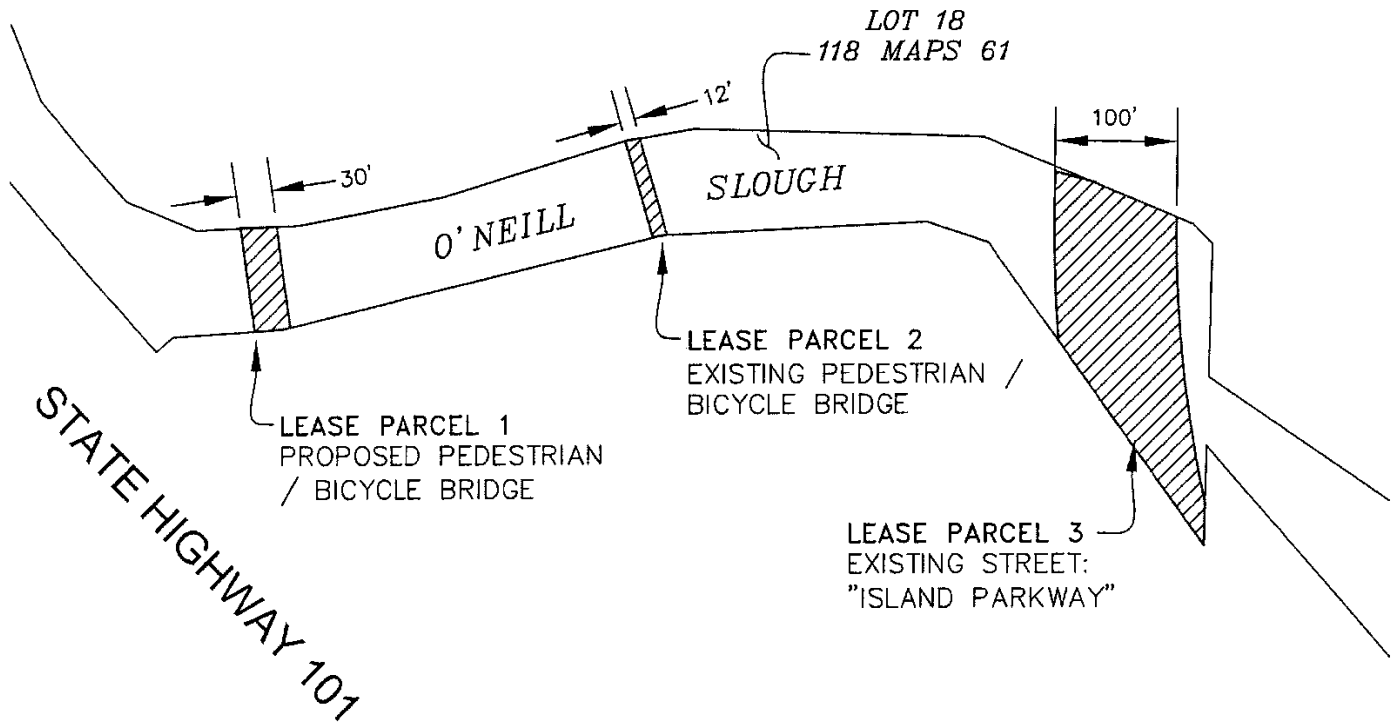 LOT 18
118 MAPS 61
12'
100'
30'
O'NEILL
SLOUGH
LEASE PARCEL 2
EXISTING PEDESTRIAN /
BICYCLE BRIDGE
LEASE PARCEL 1
PROPOSED PEDESTRIAN
/ BICYCLE BRIDGE
STATE HIGHWAY 101
LEASE PARCEL 3
EXISTING STREET:
"ISLAND PARKWAY"